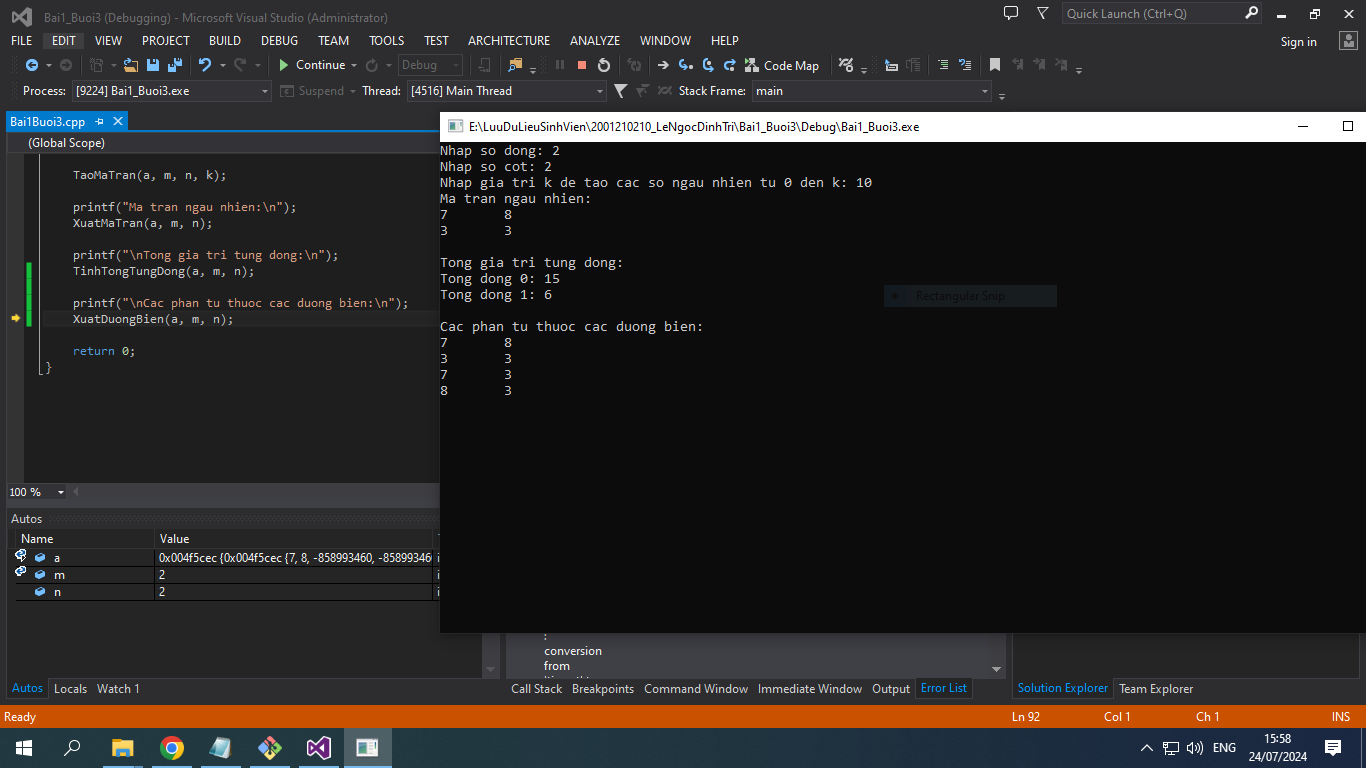 Bai1_Buoi3 (Debugging) - Microsoft Visual Studio (Administrator)
Quick Launch (Ctrl+Q)
FILE EDIT VIEW PROJECT BUILD DEBUG TEAM TOOLS TEST ARCHITECTURE ANALYZE WINDOW HELP
Sign in
Continue Debug Code Map
Process: [9224] Bai1_Buoi3.exe Suspend Thread: [4516] Main Thread Stack Frame: main
Bai1Buoi3.cpp
(Global Scope)
TaoMaTran(a, m, n, k);
printf("Ma tran ngau nhien:\n");
XuatMaTran(a, m, n);
printf("\nTong gia tri tung dong:\n");
TinhTongTungDong(a, m, n);
printf("\nCac phan tu thuoc cac duong bien:\n");
XuatDuongBien(a, m, n);
return 0;
}
100 %
E:\LuuDuLieuSinhVien\2001210210_LeNgocDinhTri\Bai1_Buoi3\Debug\Bai1_Buoi3.exe
Nhap so dong: 2
Nhap so cot: 2
Nhap gia tri k de tao cac so ngau nhien tu 0 den k: 10
Ma tran ngau nhien:
7 8
3 3
Tong gia tri tung dong:
Tong dong 0: 15
Tong dong 1: 6
Cac phan tu thuoc cac duong bien:
7 8
3 3
7 3
8 3
Rectangular Snip
Autos
Name Value
a 0x004f5cec {0x004f5cec {7, 8, -858993460, -85899346
m 2
n 2
:
conversion
from
Autos Locals Watch 1
Call Stack Breakpoints Command Window Immediate Window Output Error List
Solution Explorer Team Explorer
Ready Ln 92 Col 1 Ch 1 INS
ENG
15:58
24/07/2024